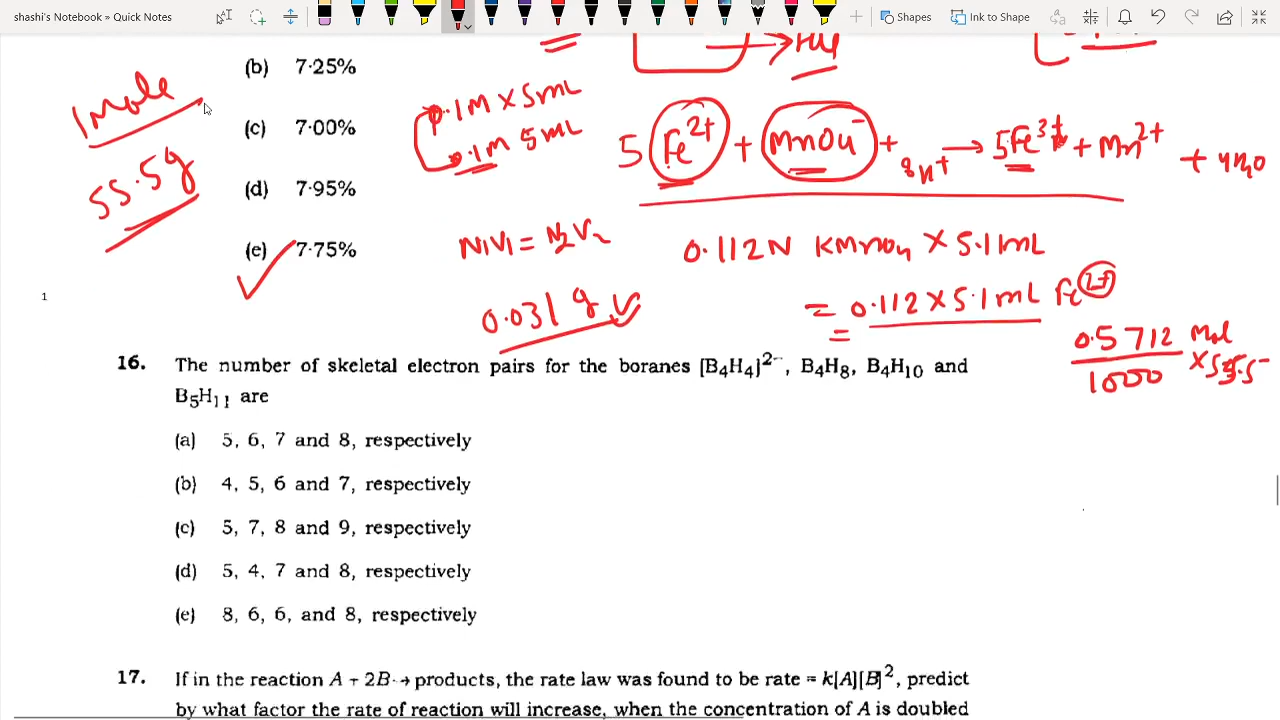 shashi's Notebook » Quick Notes
Shapes
Ink to Shape
(b) 7·25%
(c) 7·00%
(d) 7·95%
(e) 7·75%
1 mole
55.5g
0.1M × 5mL
0.1M 5mL
5 Fe2+ + MnO4- + 8H+ → 5Fe3+ + Mn2+ + 4H2O
N1V1 = N2V2
0.112N KMnO4 × 5.1mL
= 0.112 × 5.1mL Fe2+
=
0.031 g
0.5712 mol
1000
1
16. The number of skeletal electron pairs for the boranes [B4H4]2-, B4H8, B4H10 and
B5H11 are
(a) 5, 6, 7 and 8, respectively
(b) 4, 5, 6 and 7, respectively
(c) 5, 7, 8 and 9, respectively
(d) 5, 4, 7 and 8, respectively
(e) 8, 6, 6, and 8, respectively
17. If in the reaction A + 2B → products, the rate law was found to be rate = k[A][B]2, predict
by what factor the rate of reaction will increase, when the concentration of A is doubled